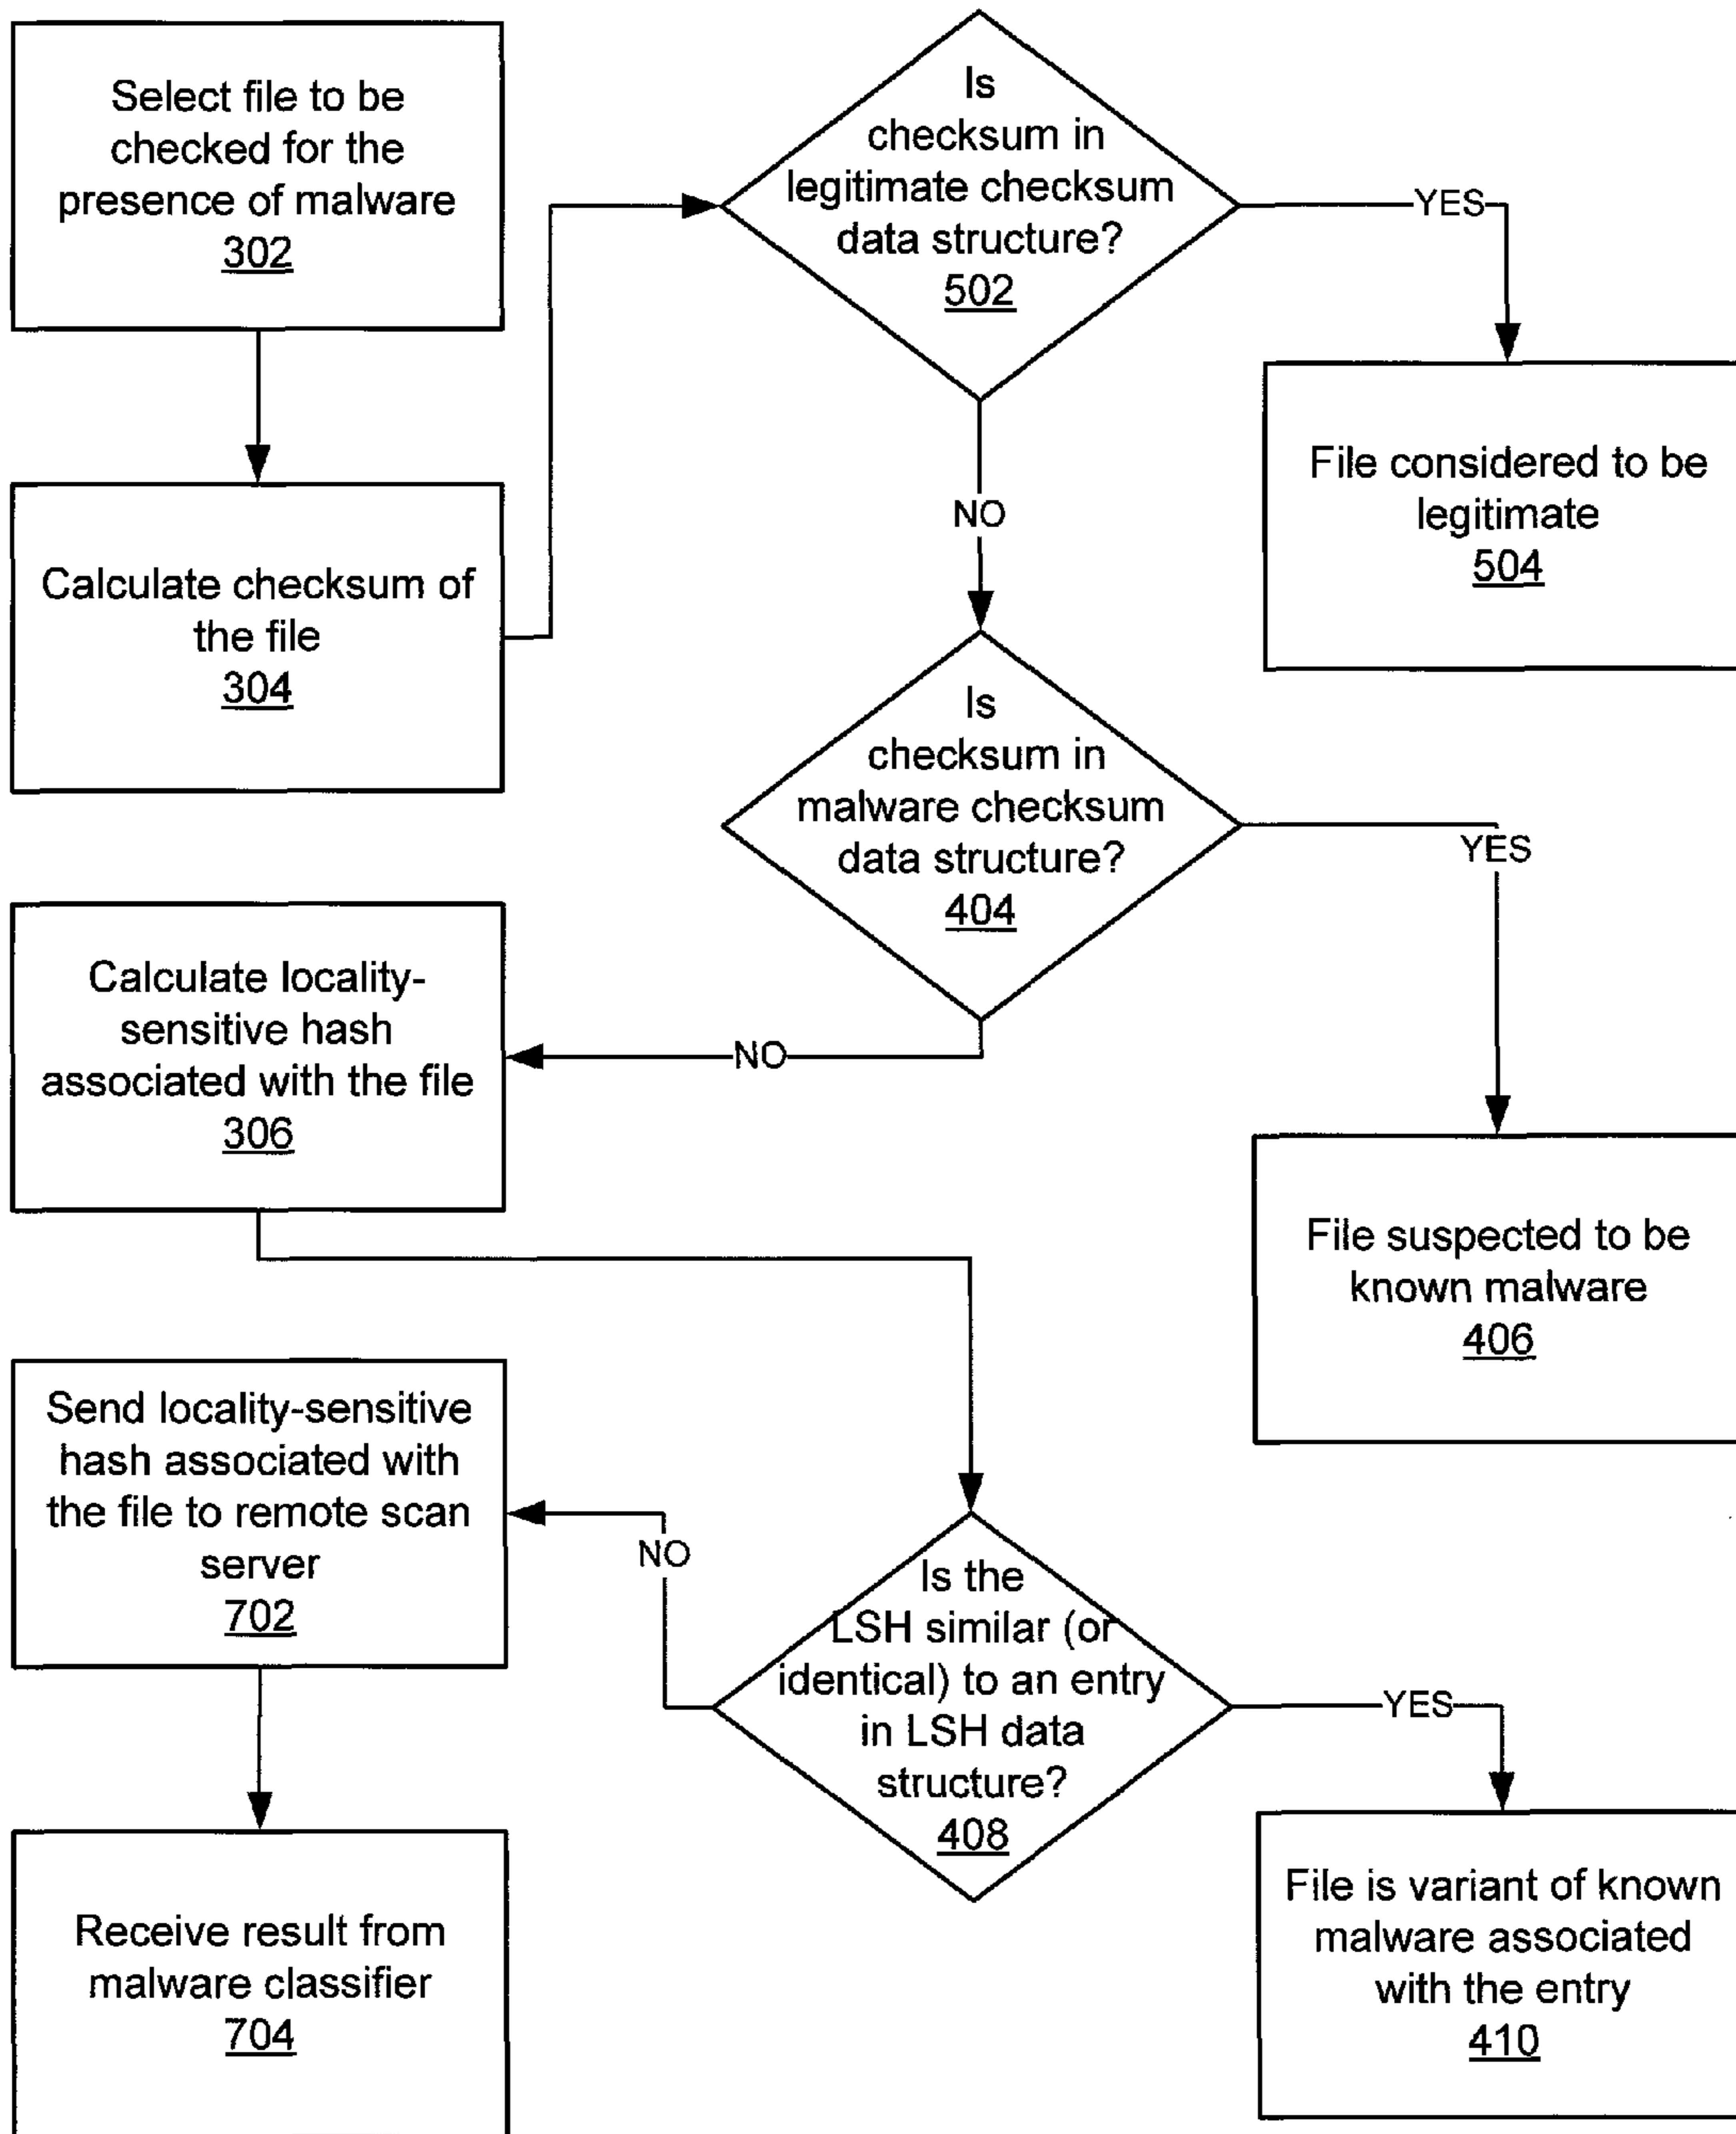 Select file to be
checked for the
presence of malware
302
Calculate checksum of
the file
304
Is
checksum in
legitimate checksum
data structure?
502
YES
File considered to be
legitimate
504
NO
Is
checksum in
malware checksum
data structure?
404
YES
File suspected to be
known malware
406
NO
Calculate locality-
sensitive hash
associated with the file
306
Is the
LSH similar (or
identical) to an entry
in LSH data
structure?
408
YES
File is variant of known
malware associated
with the entry
410
NO
Send locality-sensitive
hash associated with
the file to remote scan
server
702
Receive result from
malware classifier
704